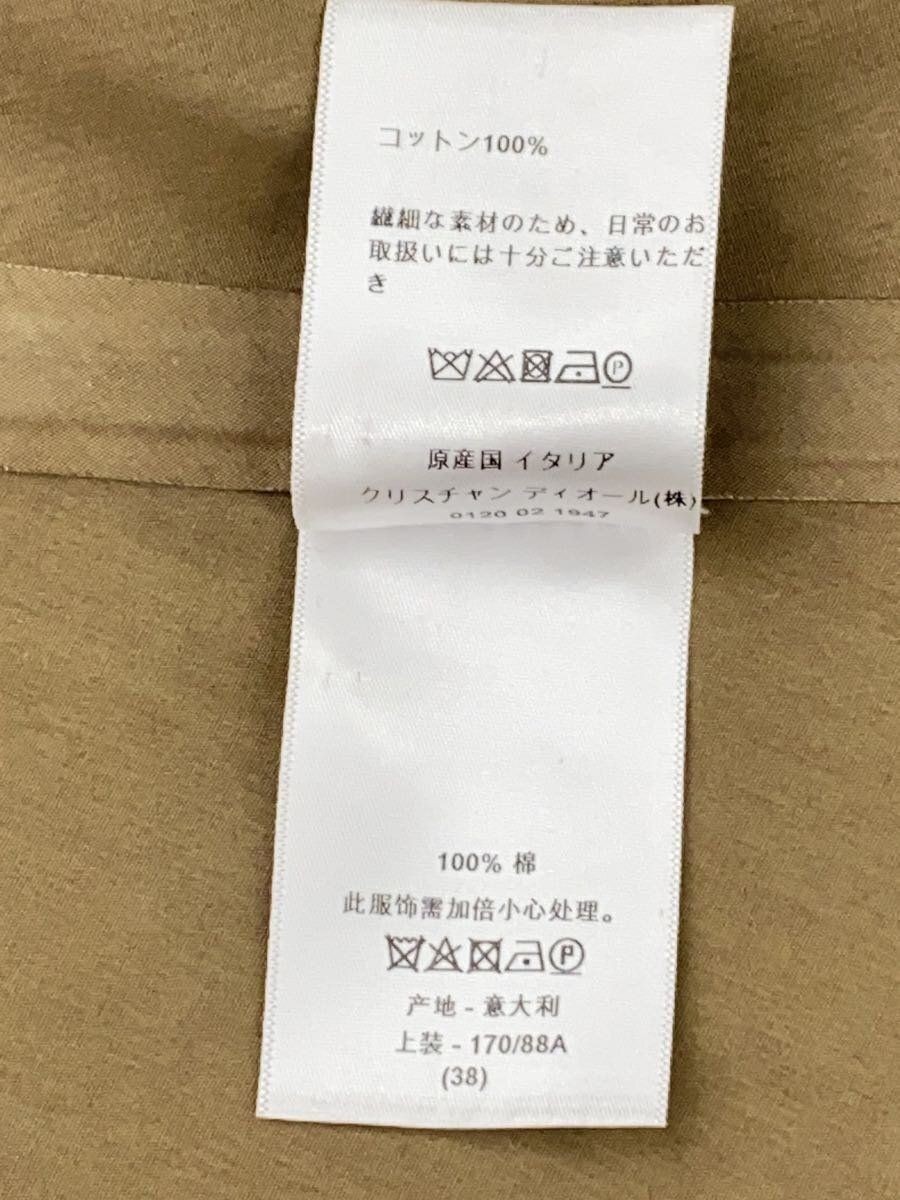 コットン100%
繊細な素材のため、日常のお
取扱いには十分ご注意いただ
き
P
原産国 イタリア
クリスチャン ディオール(株)
0120 02 1947
100% 棉
此服饰需加倍小心处理。
P
产地 - 意大利
上装 - 170/88A
(38)